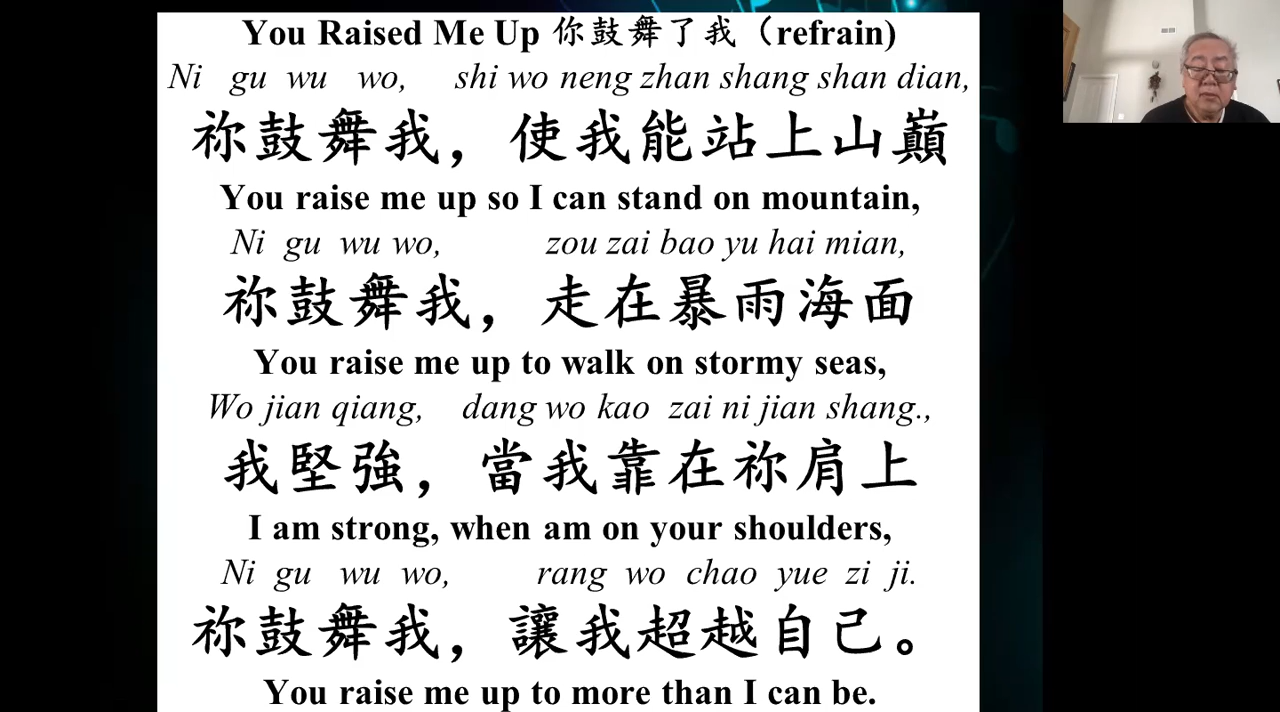 You Raised Me Up 你鼓舞了我（refrain)
Ni gu wu wo, shi wo neng zhan shang shan dian,
祢鼓舞我，使我能站上山巔
You raise me up so I can stand on mountain,
Ni gu wu wo, zou zai bao yu hai mian,
祢鼓舞我，走在暴雨海面
You raise me up to walk on stormy seas,
Wo jian qiang, dang wo kao zai ni jian shang.,
我堅強，當我靠在祢肩上
I am strong, when am on your shoulders,
Ni gu wu wo, rang wo chao yue zi ji.
祢鼓舞我，讓我超越自己。
You raise me up to more than I can be.